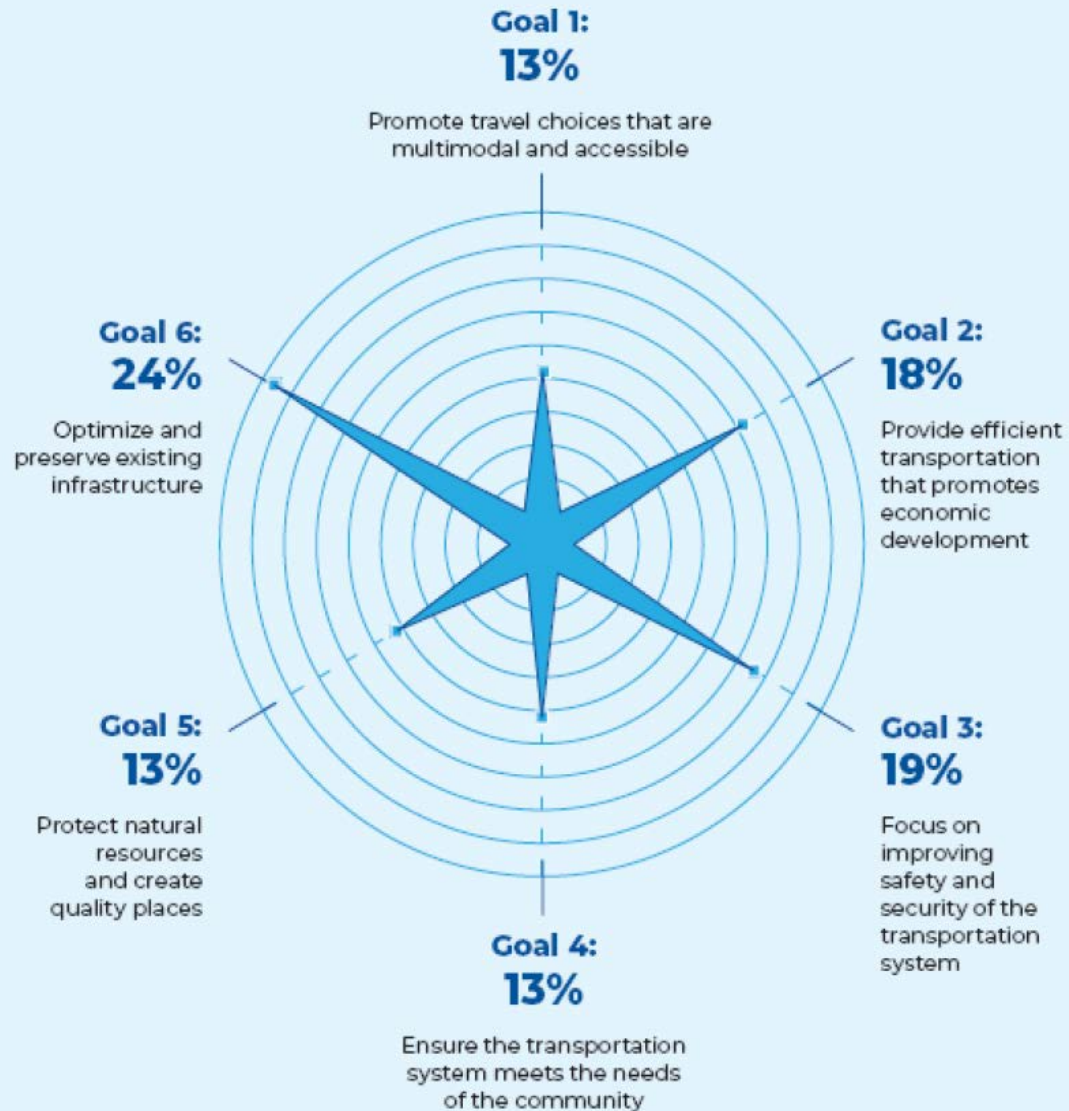 Goal 1:
13%
Promote travel choices that are
multimodal and accessible
Goal 2:
18%
Provide efficient
transportation
that promotes
economic
development
Goal 3:
19%
Focus on
improving
safety and
security of the
transportation
system
Goal 4:
13%
Ensure the transportation
system meets the needs
of the community
Goal 5:
13%
Protect natural
resources
and create
quality places
Goal 6:
24%
Optimize and
preserve existing
infrastructure